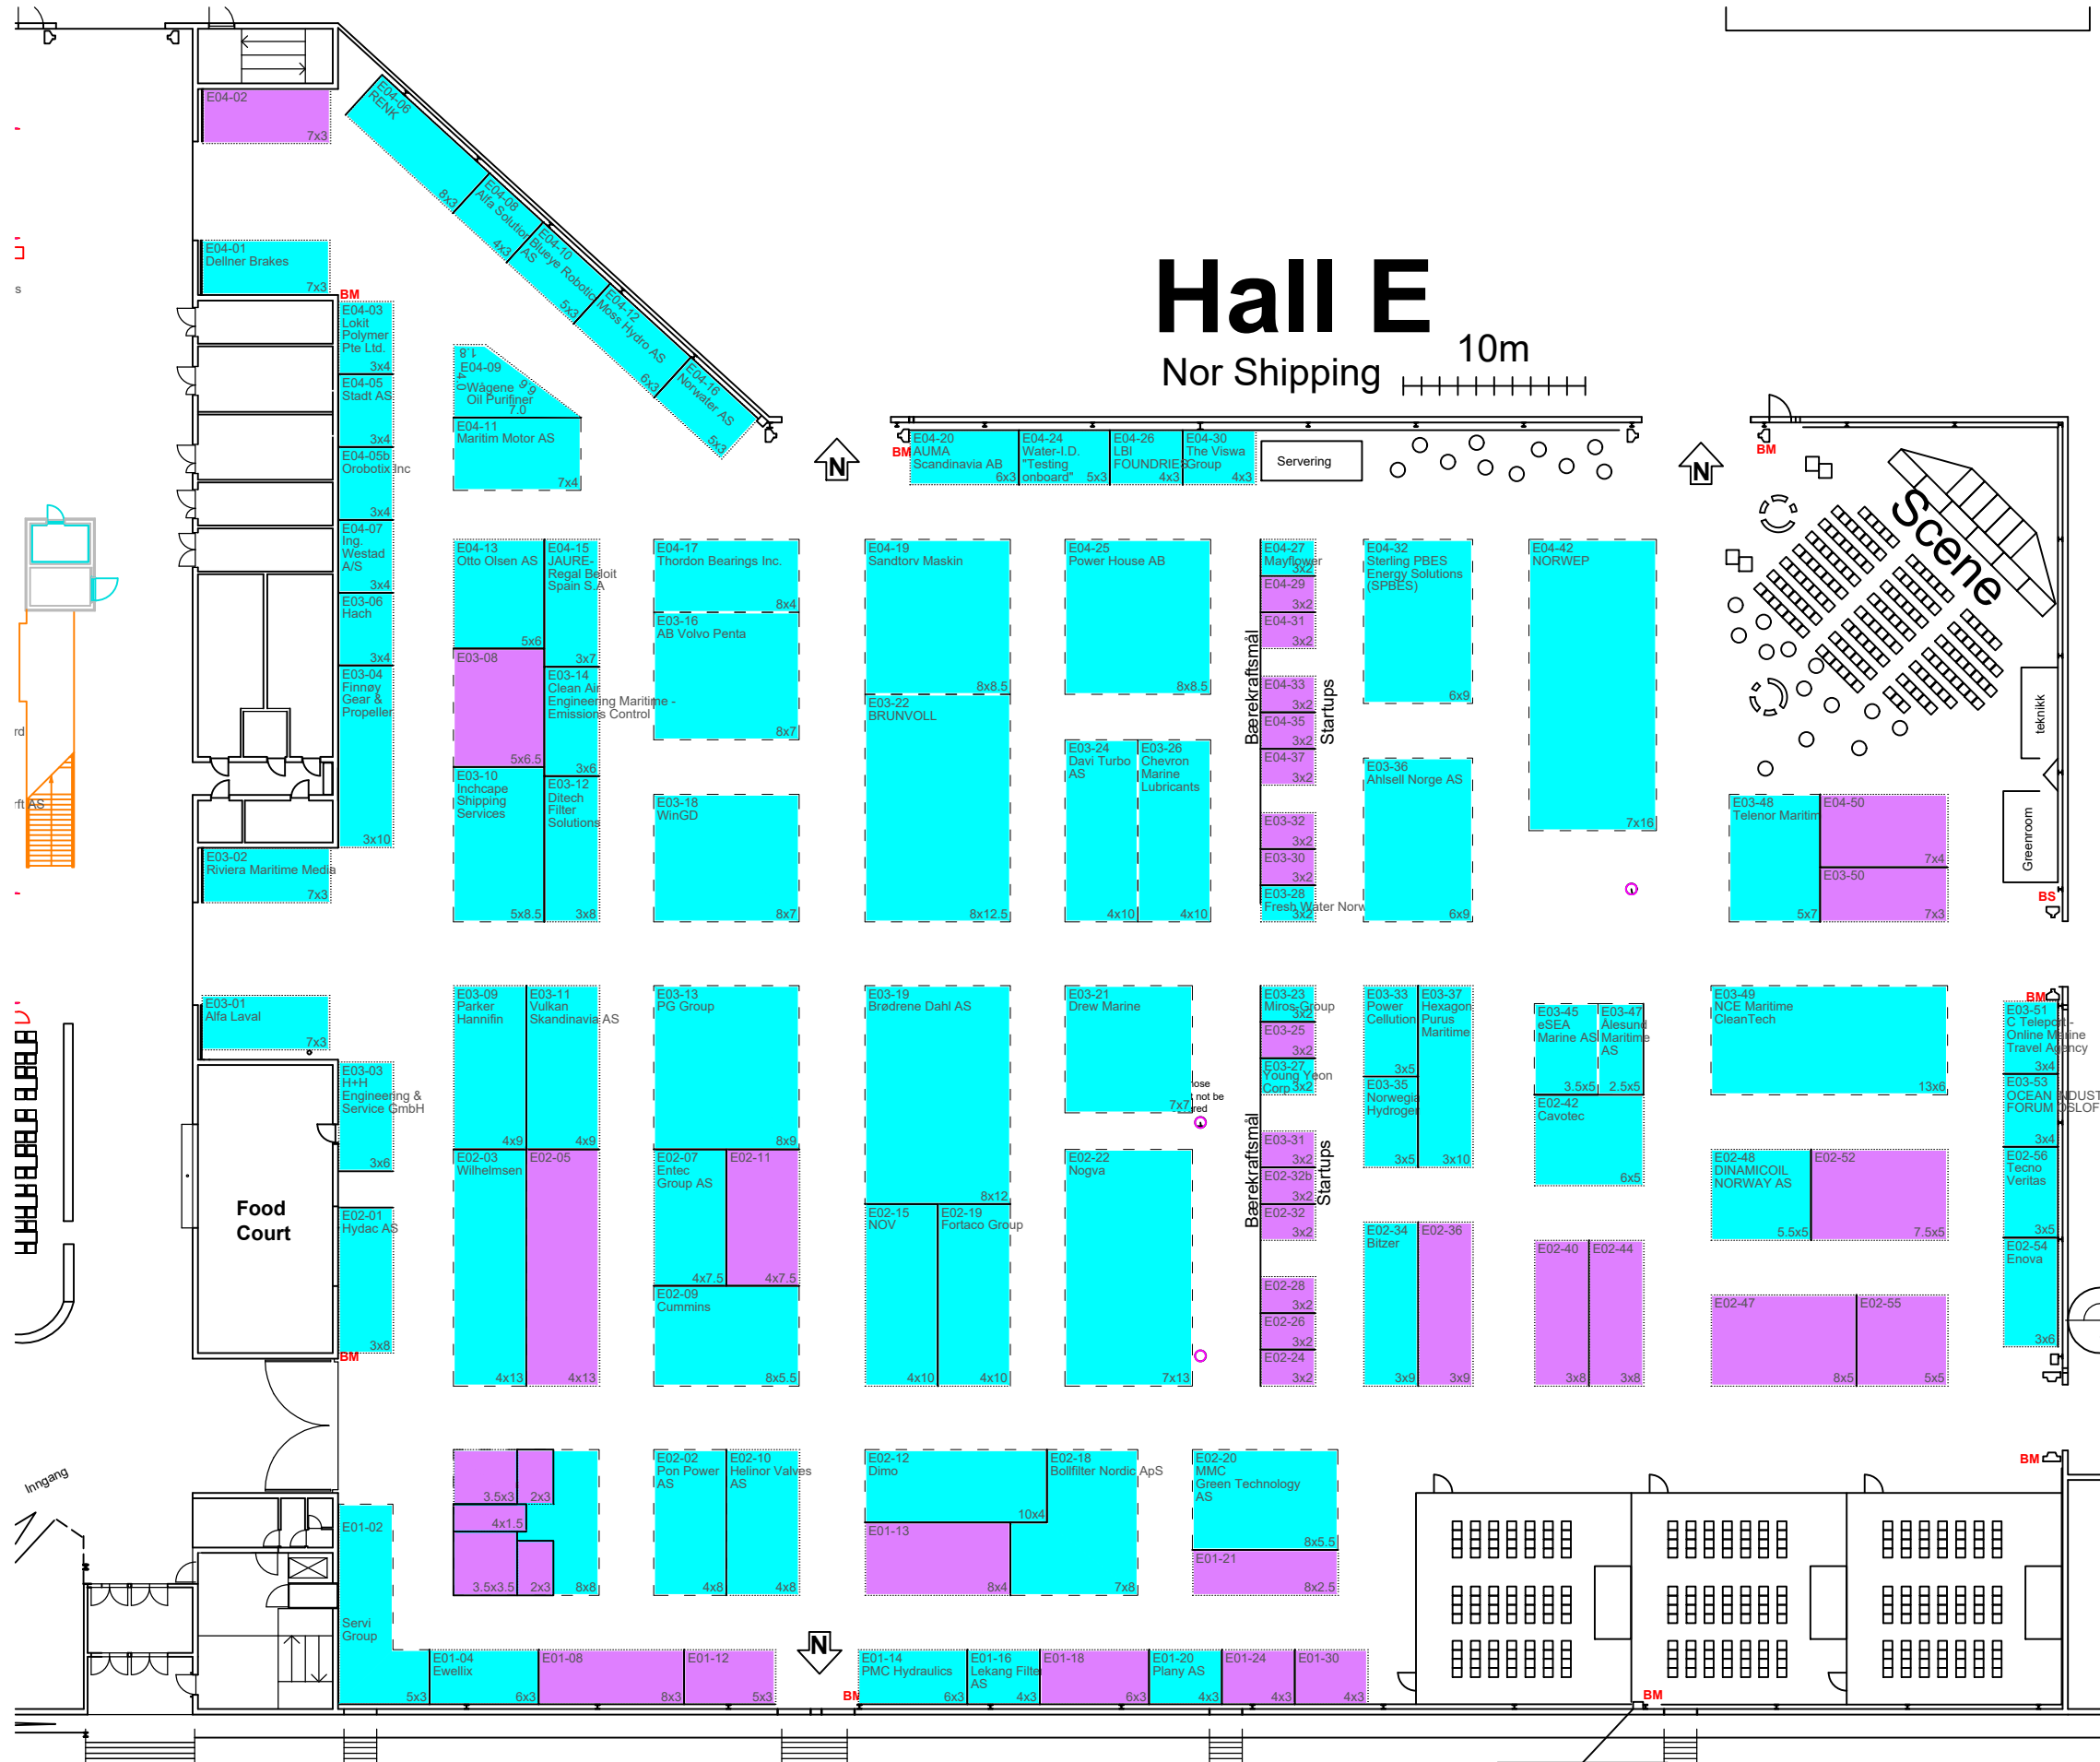 Hall E
Nor Shipping
10m
E04-02
7x3
E04-06
RENK
8x3
E04-08
Alfa Solution
AS
4x3
E04-10
Blueye Robotic
5x3
E04-12
Moss Hydro AS
6x3
E04-16
Norwater AS
5x3
E04-01
Dellner Brakes
7x3
s
BM
E04-03
Lokit
Polymer
Pte Ltd.
3x4
E04-05
Stadt AS
3x4
E04-05b
Orobotix Inc
3x4
E04-07
Ing.
Westad
A/S
3x4
E03-06
Hach
3x4
E03-04
Finnøy
Gear &
Propeller
3x10
rd
rft AS
E03-02
Riviera Maritime Media
7x3
1.8
E04-09
4.0
6.6
Wågene
Oil Purifiner
7.0
E04-11
Maritim Motor AS
7x4
N
BM
E04-20
AUMA
Scandinavia AB
6x3
E04-24
Water-I.D.
"Testing
onboard"
5x3
E04-26
LBI
FOUNDRIES
4x3
E04-30
The Viswa
Group
4x3
Servering
N
BM
Scene
teknikk
Greenroom
BS
E04-13
Otto Olsen AS
5x6
E04-15
JAURE-
Regal Beloit
Spain S.A
3x7
E03-08
5x6.5
E03-14
Clean Air
Engineering Maritime -
Emissions Control
3x6
E03-10
Inchcape
Shipping
Services
5x8.5
E03-12
Ditech
Filter
Solutions
3x8
E04-17
Thordon Bearings Inc.
8x4
E03-16
AB Volvo Penta
8x7
E03-18
WinGD
8x7
E04-19
Sandtorv Maskin
8x8.5
E03-22
BRUNVOLL
8x12.5
E04-25
Power House AB
8x8.5
E03-24
Davi Turbo
AS
4x10
E03-26
Chevron
Marine
Lubricants
4x10
Bærekraftsmål
Startups
E04-27
Mayflower
3x2
E04-29
3x2
E04-31
3x2
E04-33
3x2
E04-35
3x2
E04-37
3x2
E03-32
3x2
E03-30
3x2
E03-28
Fresh Water Norw
3x2
E04-32
Sterling PBES
Energy Solutions
(SPBES)
6x9
E03-36
Ahlsell Norge AS
6x9
E04-42
NORWEP
7x16
E03-48
Telenor Maritim
5x7
E04-50
7x4
E03-50
7x3
E03-01
Alfa Laval
7x3
E03-03
H+H
Engineering &
Service GmbH
3x6
Food
Court
E02-01
Hydac AS
3x8
BM
E03-09
Parker
Hannifin
4x9
E03-11
Vulkan
Skandinavia AS
4x9
E02-03
Wilhelmsen
4x13
E02-05
4x13
E03-13
PG Group
8x9
E02-07
Entec
Group AS
4x7.5
E02-11
4x7.5
E02-09
Cummins
8x5.5
E03-19
Brødrene Dahl AS
8x12
E02-15
NOV
4x10
E02-19
Fortaco Group
4x10
E03-21
Drew Marine
7x7
ose
not be
red
E02-22
Nogva
7x13
Bærekraftsmål
Startups
E03-23
Miros Group
3x2
E03-25
3x2
E03-27
Young Yeon
Corp
3x2
E03-31
3x2
E02-32b
3x2
E02-32
3x2
E02-28
3x2
E02-26
3x2
E02-24
3x2
E03-33
Power
Cellution
3x5
E03-37
Hexagon
Purus
Maritime
3x10
E03-35
Norwegia
Hydrogen
3x5
E02-34
Bitzer
3x9
E02-36
3x9
E03-45
eSEA
Marine AS
3.5x5
E03-47
Ålesund
Maritime
AS
2.5x5
E02-42
Cavotec
6x5
E02-40
3x8
E02-44
3x8
E03-49
NCE Maritime
CleanTech
13x6
E02-48
DINAMICOIL
NORWAY AS
5.5x5
E02-52
7.5x5
E02-47
8x5
E02-55
5x5
BM
E03-51
C Teleport -
Online Marine
Travel Agency
3x4
E03-53
OCEAN INDUST
FORUM OSLOF
3x4
E02-56
Tecno
Veritas
3x5
E02-54
Enova
3x6
BM
Inngang
E01-02
Servi
Group
5x3
3.5x3
2x3
4x1.5
3.5x3.5
2x3
8x8
E02-02
Pon Power
AS
4x8
E02-10
Helinor Valves
AS
4x8
E02-12
Dimo
10x4
E02-18
Bollfilter Nordic ApS
7x8
E01-13
8x4
E02-20
MMC
Green Technology
AS
8x5.5
E01-21
8x2.5
E01-04
Ewellix
6x3
E01-08
8x3
E01-12
5x3
N
BM
E01-14
PMC Hydraulics
6x3
E01-16
Lekang Filte
AS
4x3
E01-18
6x3
E01-20
Plany AS
4x3
E01-24
4x3
E01-30
4x3
BM